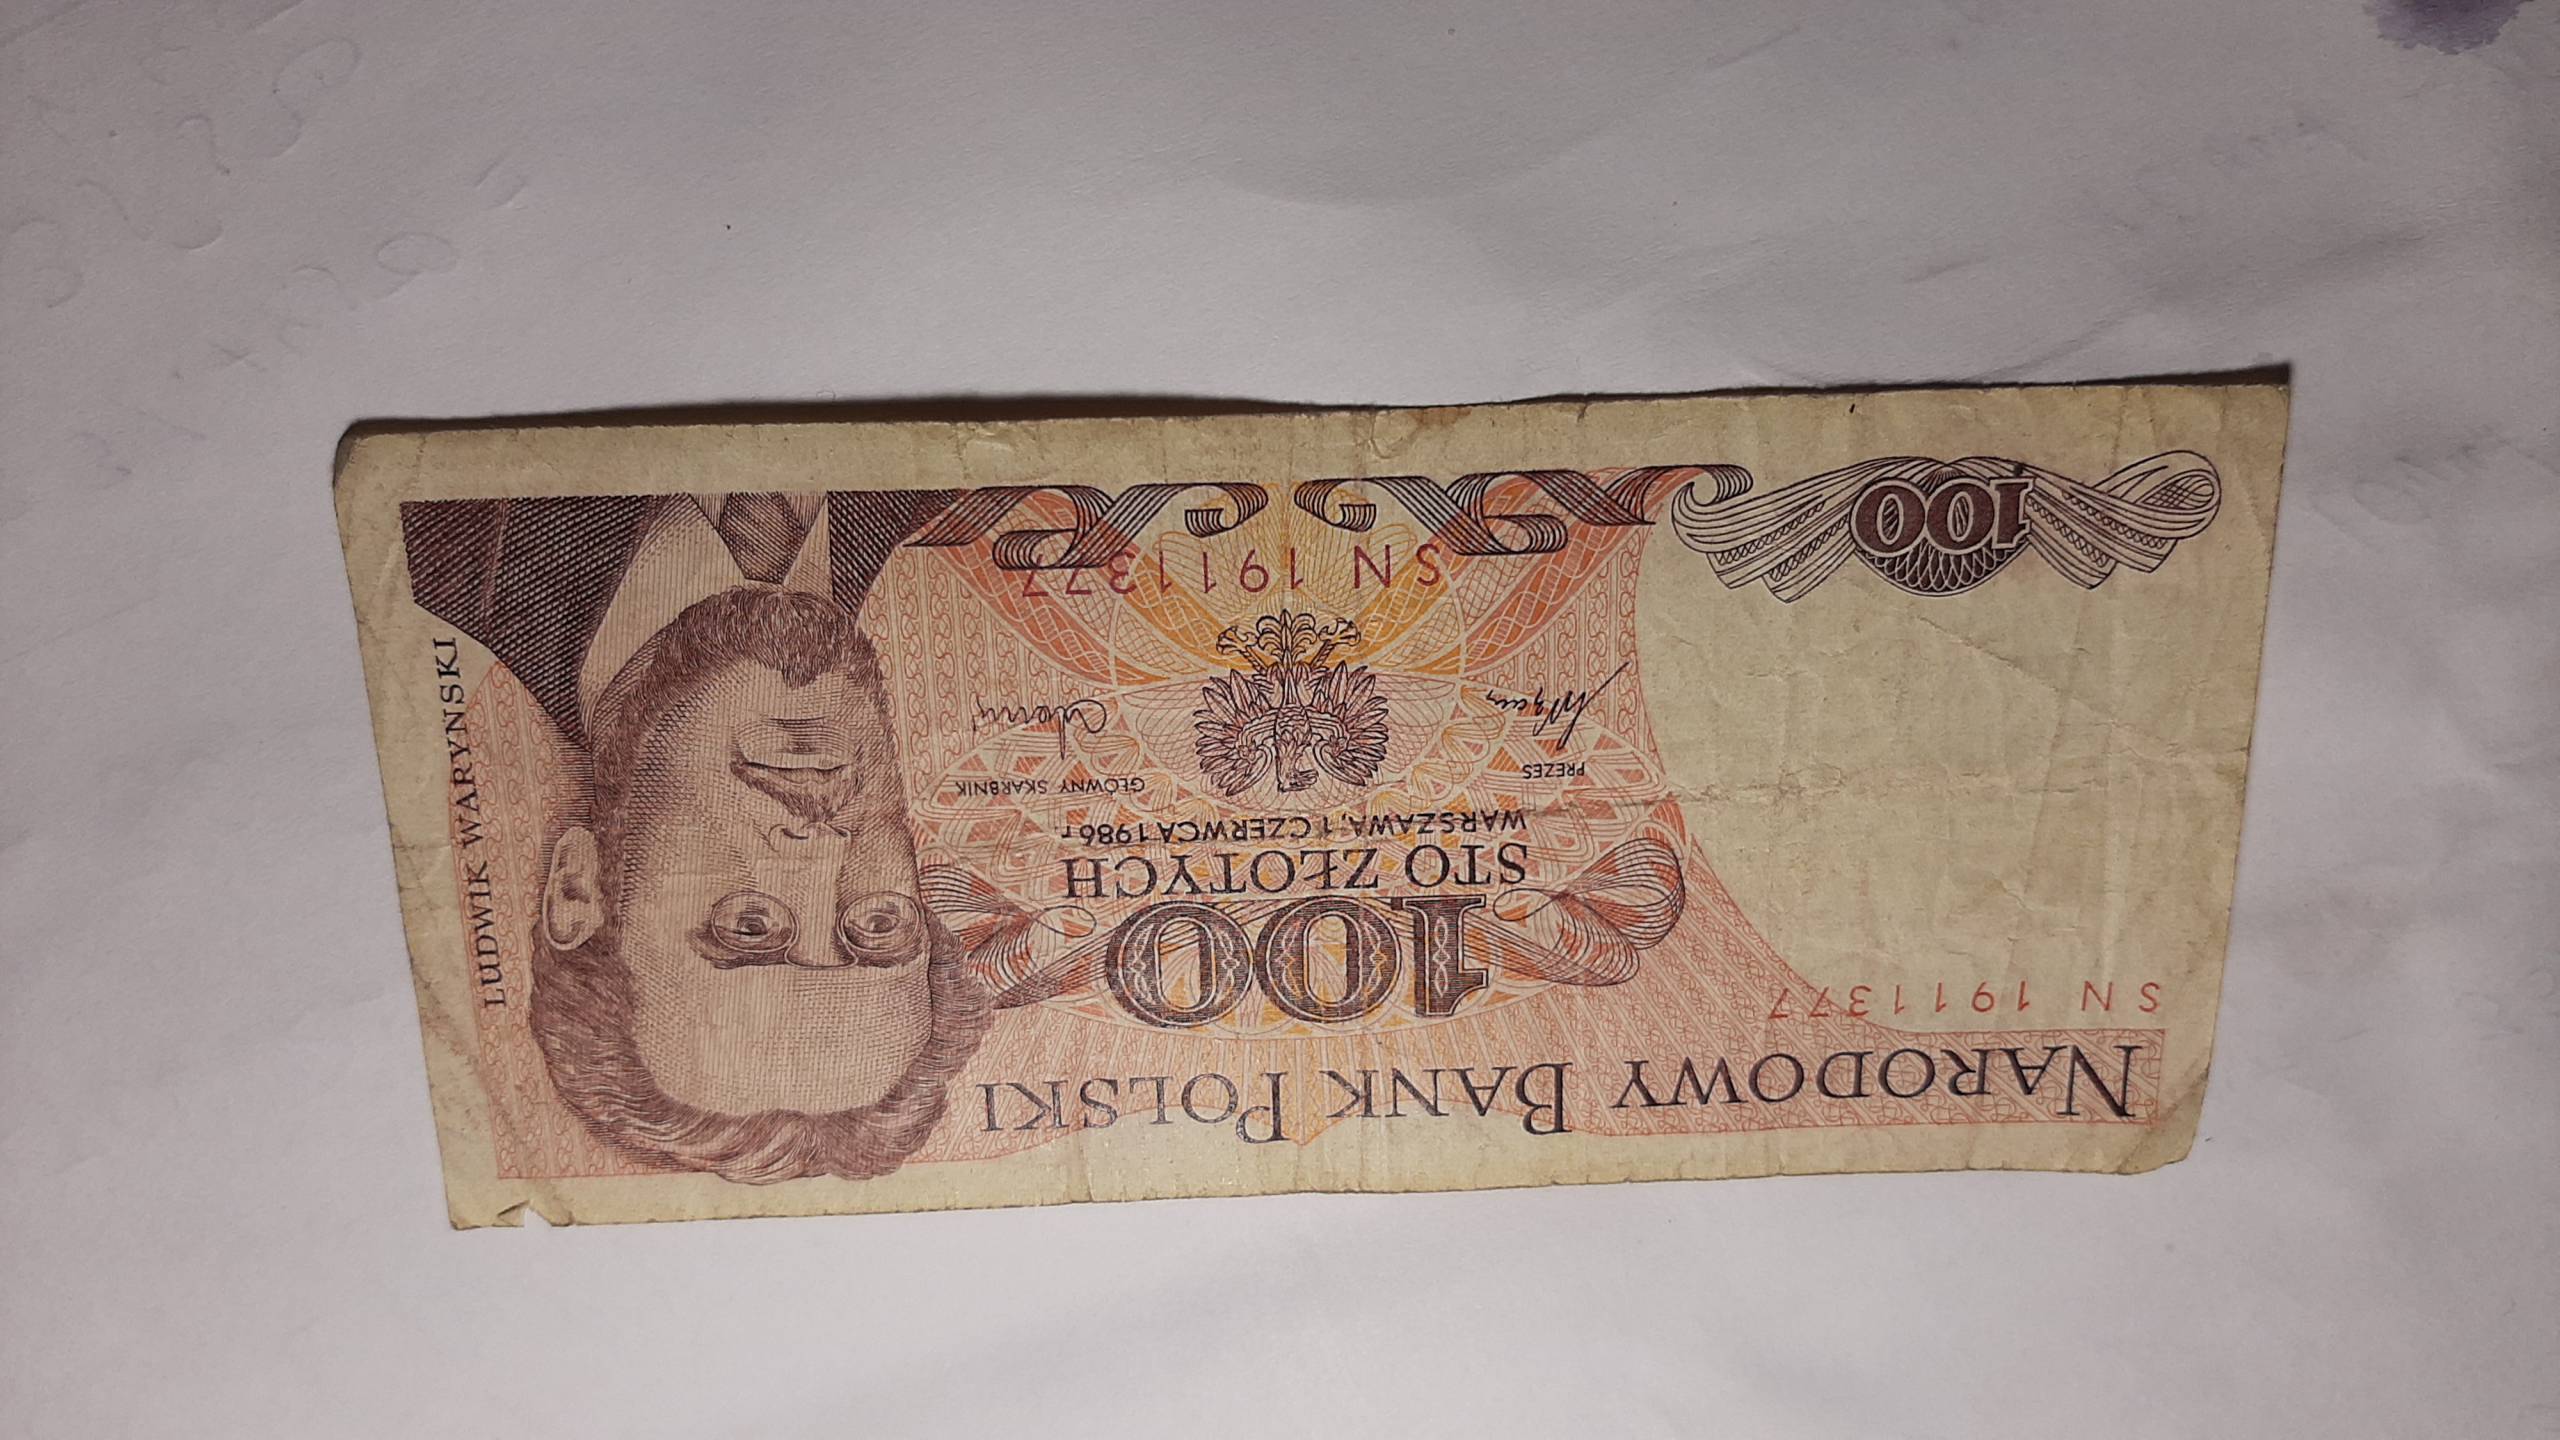 NARODOWY BANK POLSKI
SN 1911377
100
STO ZŁOTYCH
WARSZAWA, 1 CZERWCA 1986 r.
PREZES
GŁÓWNY SKARBNIK
SN 1911377
100
LUDWIK WARYŃSKI